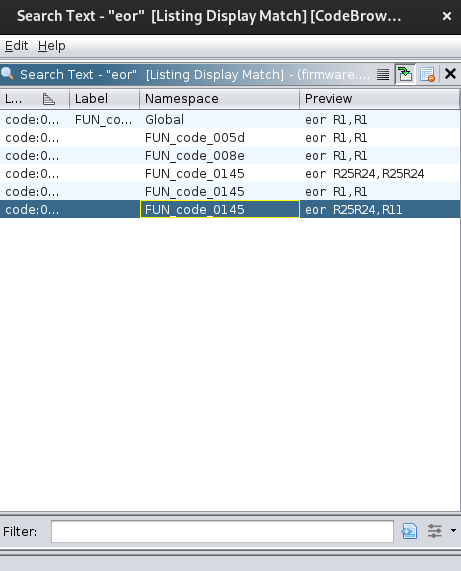 Search Text - "eor"  [Listing Display Match] [CodeBrow...
Edit Help
Search Text - "eor"  [Listing Display Match] - (firmware....
L... Label Namespace Preview
code:0... FUN_co... Global eor R1,R1
code:0... FUN_code_005d eor R1,R1
code:0... FUN_code_008e eor R1,R1
code:0... FUN_code_0145 eor R25R24,R25R24
code:0... FUN_code_0145 eor R1,R1
code:0... FUN_code_0145 eor R25R24,R11
Filter: